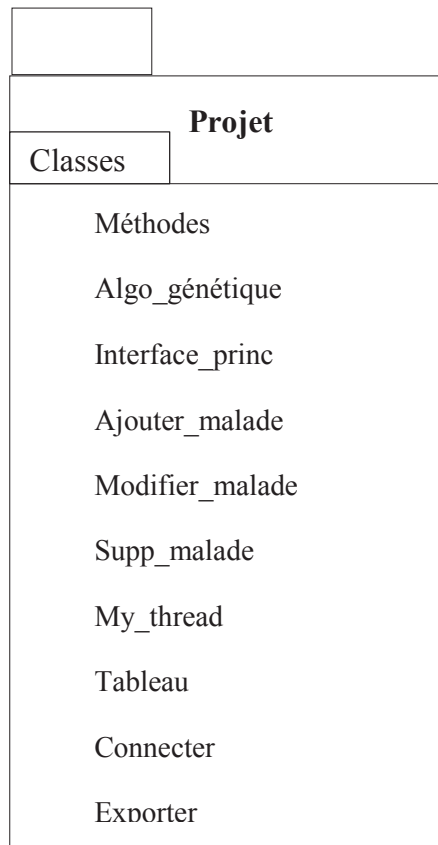 Projet
Classes
Méthodes
Algo_génétique
Interface_princ
Ajouter_malade
Modifier_malade
Supp_malade
My_thread
Tableau
Connecter
Exporter